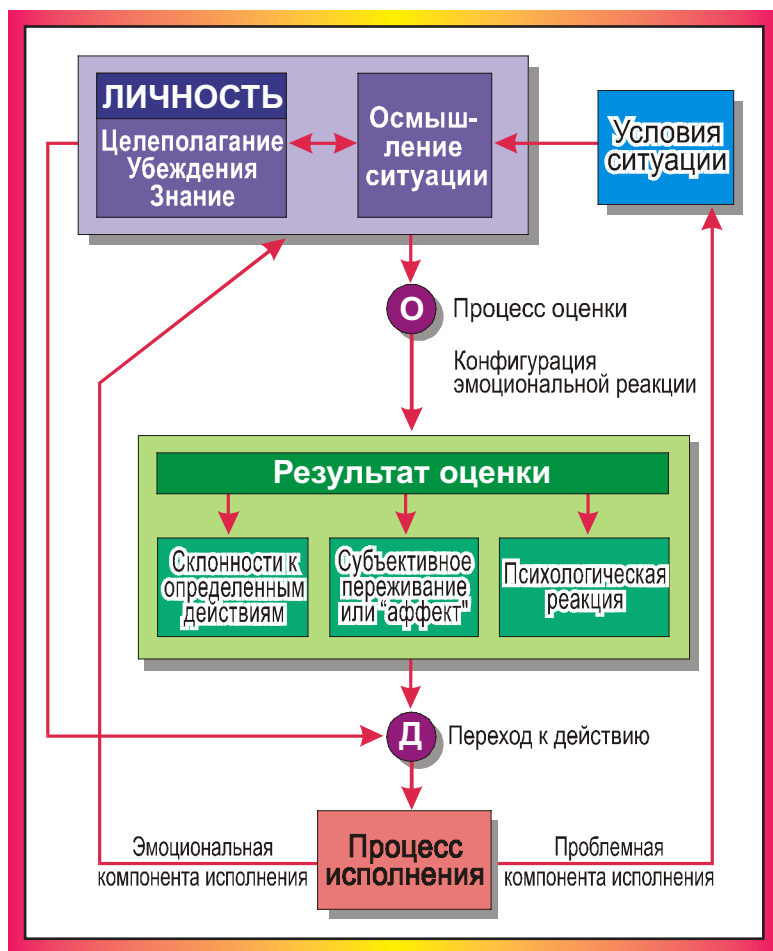 ЛИЧНОСТЬ
Целеполагание
Убеждения
Знание
Осмыш-
ление
ситуации
Условия
ситуации
О
Процесс оценки
Конфигурация
эмоциональной реакции
Результат оценки
Склонности к
определенным
действиям
Субъективное
переживание
или “аффект"
Психологическая
реакция
Д
Переход к действию
Эмоциональная
компонента исполнения
Процесс
исполнения
Проблемная
компонента исполнения